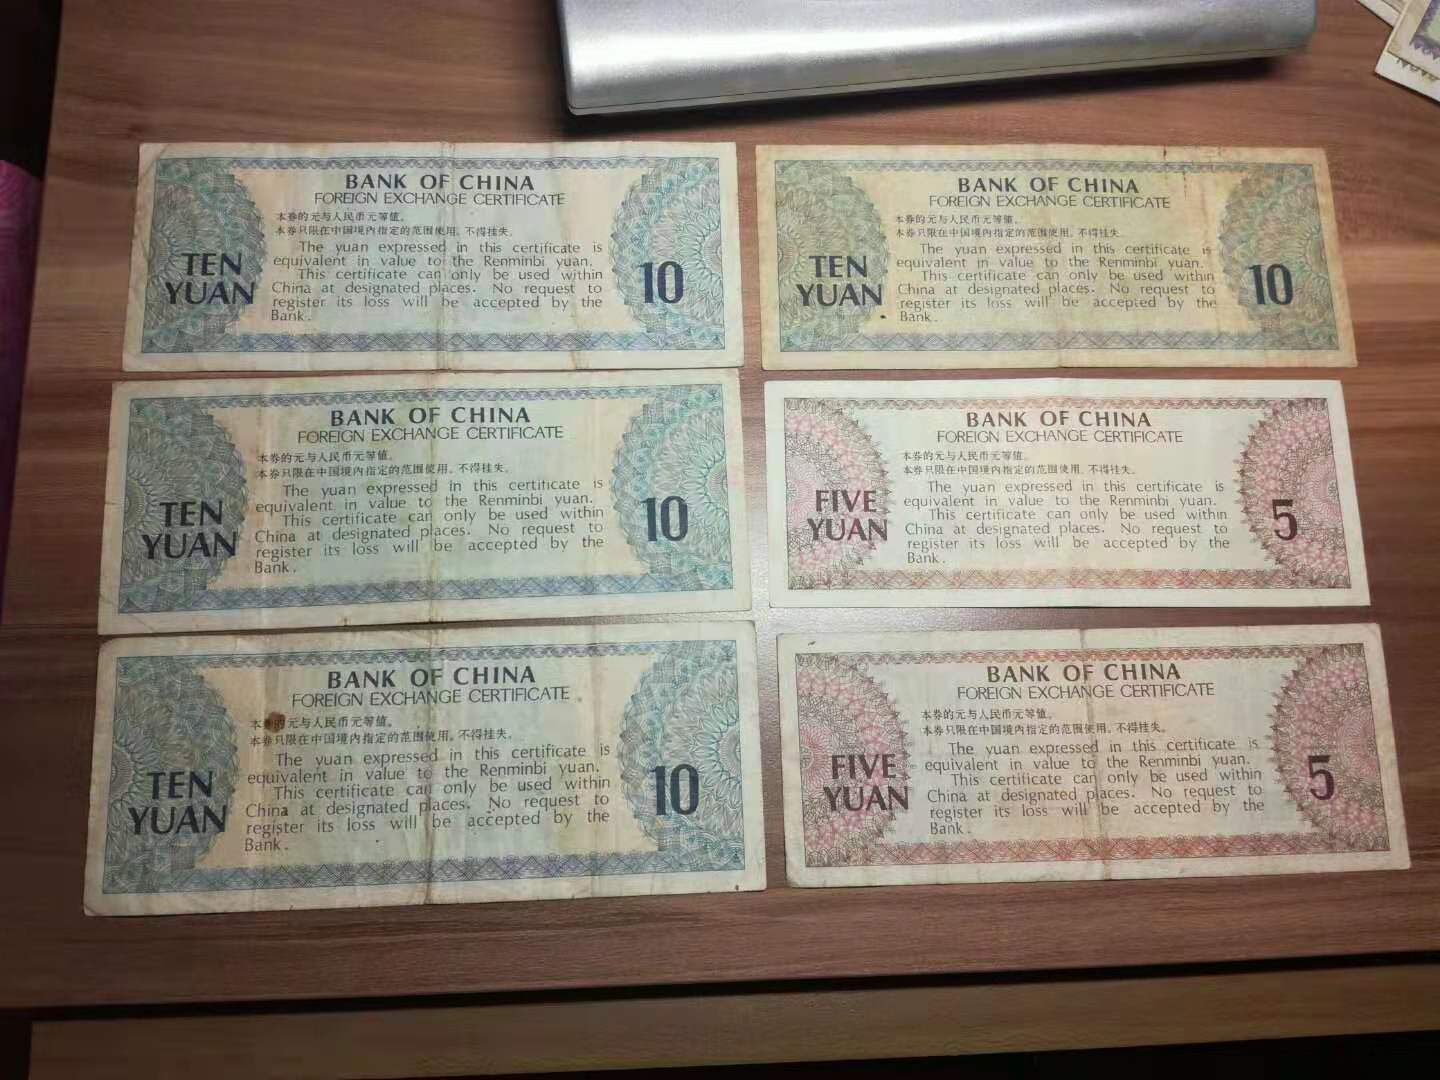 BANK OF CHINA
FOREIGN EXCHANGE CERTIFICATE
本券的元与人民币元等值。
本券只限在中国境内指定的范围使用，不得挂失。
The yuan expressed in this certificate is
equivalent in value to the Renminbi yuan.
This certificate can only be used within
China at designated places. No request to
register its loss will be accepted by the
Bank.
TEN
YUAN
10
BANK OF CHINA
FOREIGN EXCHANGE CERTIFICATE
本券的元与人民币元等值。
本券只限在中国境内指定的范围使用，不得挂失。
The yuan expressed in this certificate is
equivalent in value to the Renminbi yuan.
This certificate can only be used within
China at designated places. No request to
register its loss will be accepted by the
Bank.
TEN
YUAN
10
BANK OF CHINA
FOREIGN EXCHANGE CERTIFICATE
本券的元与人民币元等值。
本券只限在中国境内指定的范围使用，不得挂失。
The yuan expressed in this certificate is
equivalent in value to the Renminbi yuan.
This certificate can only be used within
China at designated places. No request to
register its loss will be accepted by the
Bank.
TEN
YUAN
10
BANK OF CHINA
FOREIGN EXCHANGE CERTIFICATE
本券的元与人民币元等值。
本券只限在中国境内指定的范围使用，不得挂失。
The yuan expressed in this certificate is
equivalent in value to the Renminbi yuan.
This certificate can only be used within
China at designated places. No request to
register its loss will be accepted by the
Bank.
FIVE
YUAN
5
BANK OF CHINA
FOREIGN EXCHANGE CERTIFICATE
本券的元与人民币元等值。
本券只限在中国境内指定的范围使用，不得挂失。
The yuan expressed in this certificate is
equivalent in value to the Renminbi yuan.
This certificate can only be used within
China at designated places. No request to
register its loss will be accepted by the
Bank.
TEN
YUAN
10
BANK OF CHINA
FOREIGN EXCHANGE CERTIFICATE
本券的元与人民币元等值。
本券只限在中国境内指定的范围使用，不得挂失。
The yuan expressed in this certificate is
equivalent in value to the Renminbi yuan.
This certificate can only be used within
China at designated places. No request to
register its loss will be accepted by the
Bank.
FIVE
YUAN
5